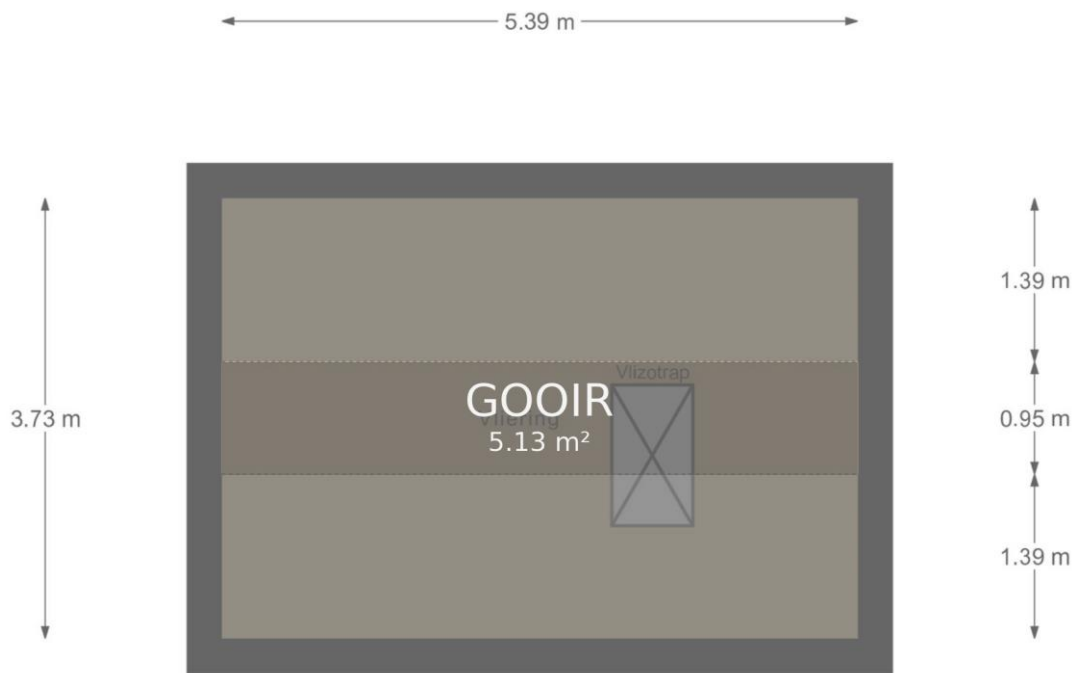 5.39 m
1.39 m
Vlizotrap
GOOIR
Vliering
3.73 m
0.95 m
5.13 m²
1.39 m